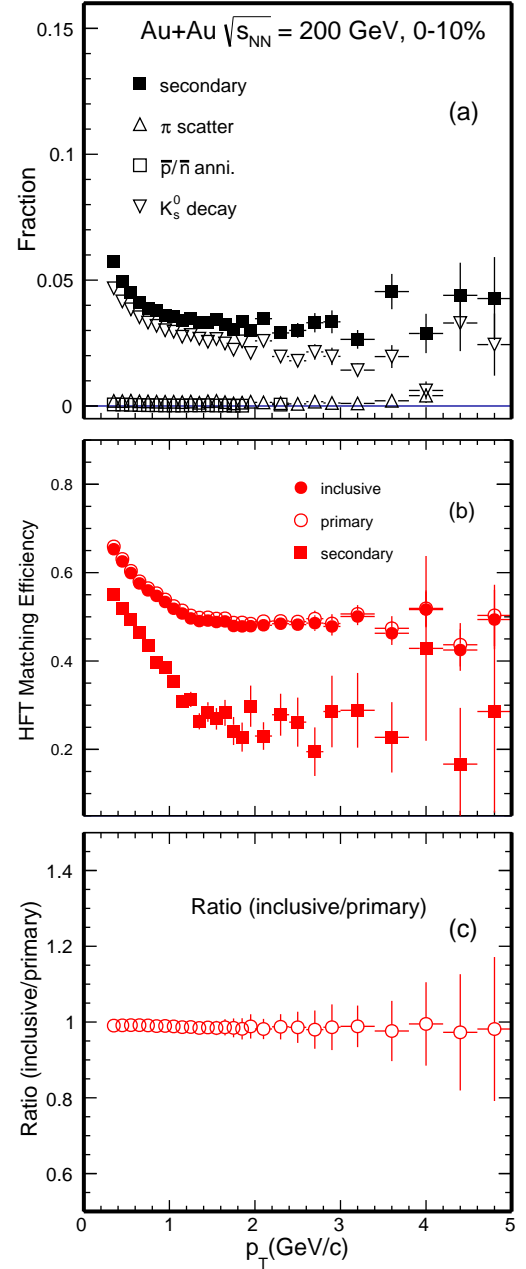 Au+Au √s_NN = 200 GeV, 0-10%
secondary
π scatter
p̄/n̄ anni.
K_s^0 decay
(a)
Fraction
0.15
0.1
0.05
0
(b)
inclusive
primary
secondary
HFT Matching Efficiency
0.8
0.6
0.4
0.2
Ratio (inclusive/primary)
(c)
Ratio (inclusive/primary)
1.4
1.2
1
0.8
0.6
0 1 2 3 4 5
p_T(GeV/c)